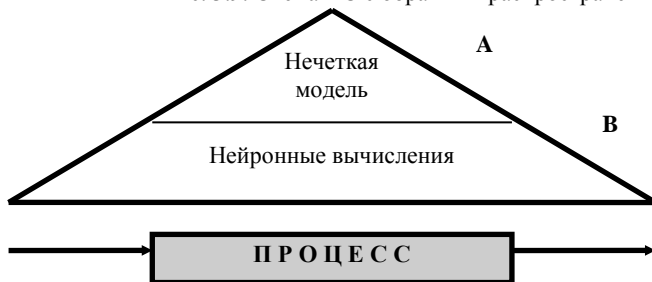 Нечеткая
модель
A
B
Нейронные вычисления
П Р О Ц Е С С